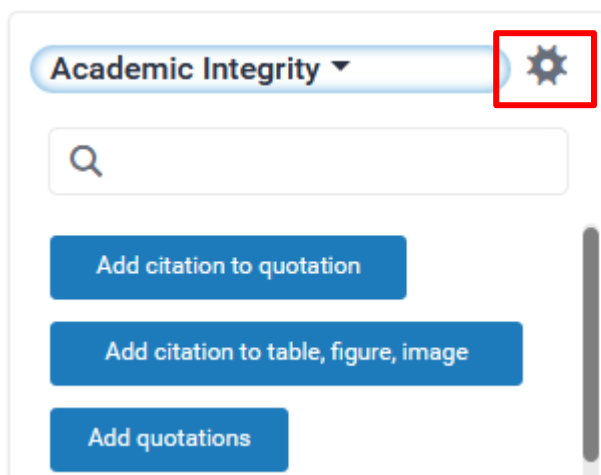 Academic Integrity
Add citation to quotation
Add citation to table, figure, image
Add quotations